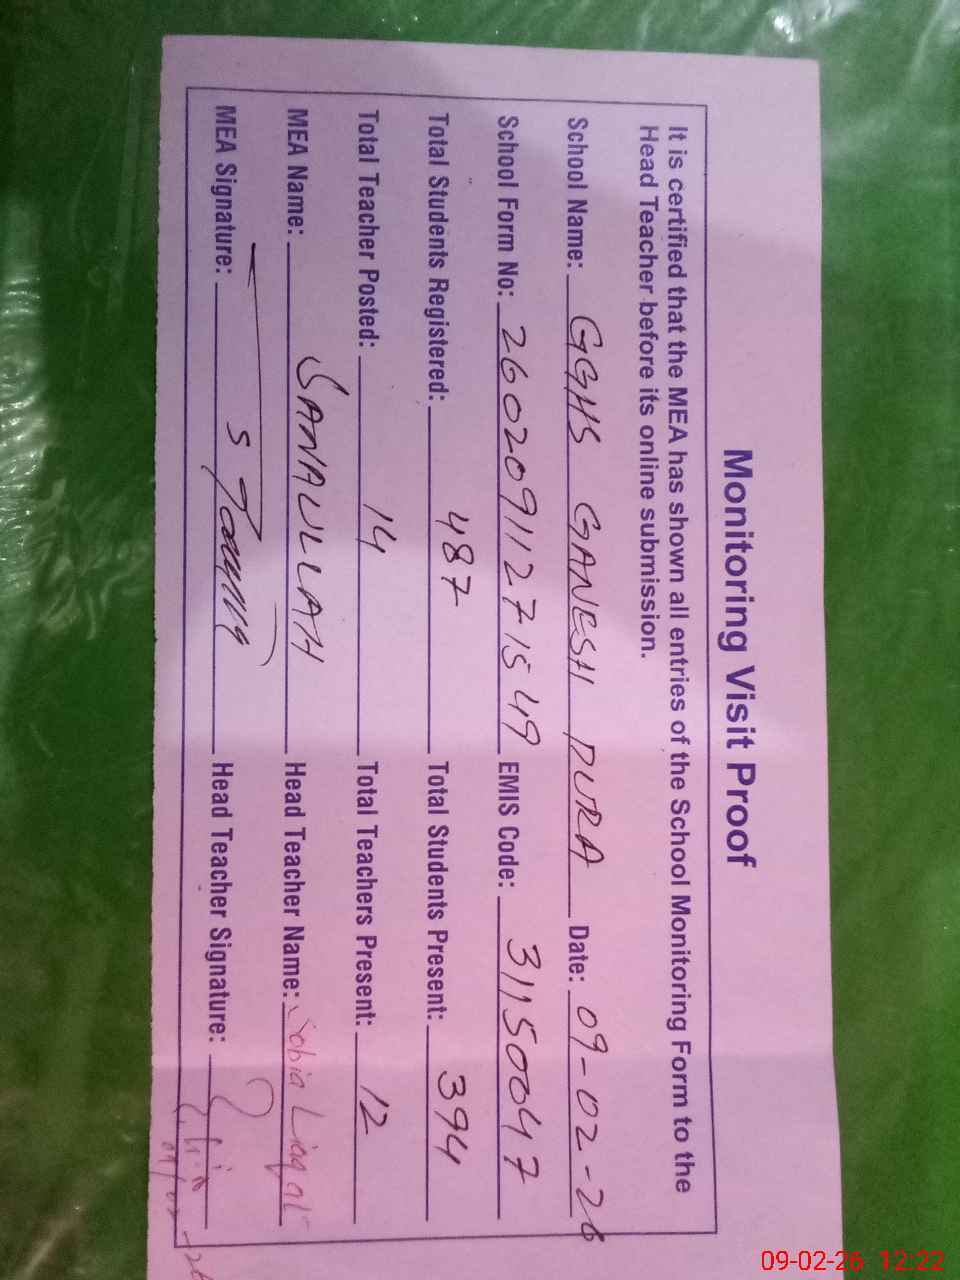 Monitoring Visit Proof
It is certified that the MEA has shown all entries of the School Monitoring Form to the
Head Teacher before its online submission.
School Name: GGHS GANESH PURA Date: 09-02-26
School Form No: 26020911271549 EMIS Code: 31150047
Total Students Registered: 487 Total Students Present: 394
Total Teacher Posted: 14 Total Teachers Present: 12
MEA Name: SANAULLAH Head Teacher Name: Sobia Liaqat
MEA Signature: Head Teacher Signature:
09/02-26
09-02-26 12:22